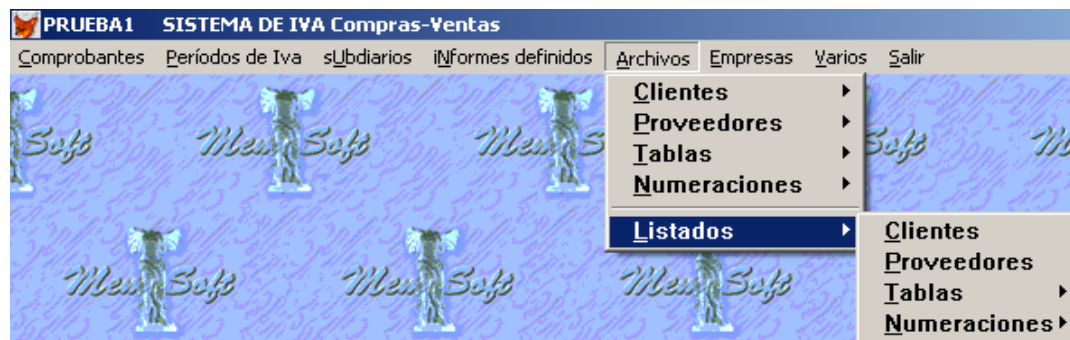 PRUEBA1 SISTEMA DE IVA Compras-Ventas
Comprobantes Períodos de Iva sUbdiarios iNformes definidos Archivos Empresas Varios Salir
Clientes
Proveedores
Tablas
Numeraciones
Listados
Clientes
Proveedores
Tablas
Numeraciones